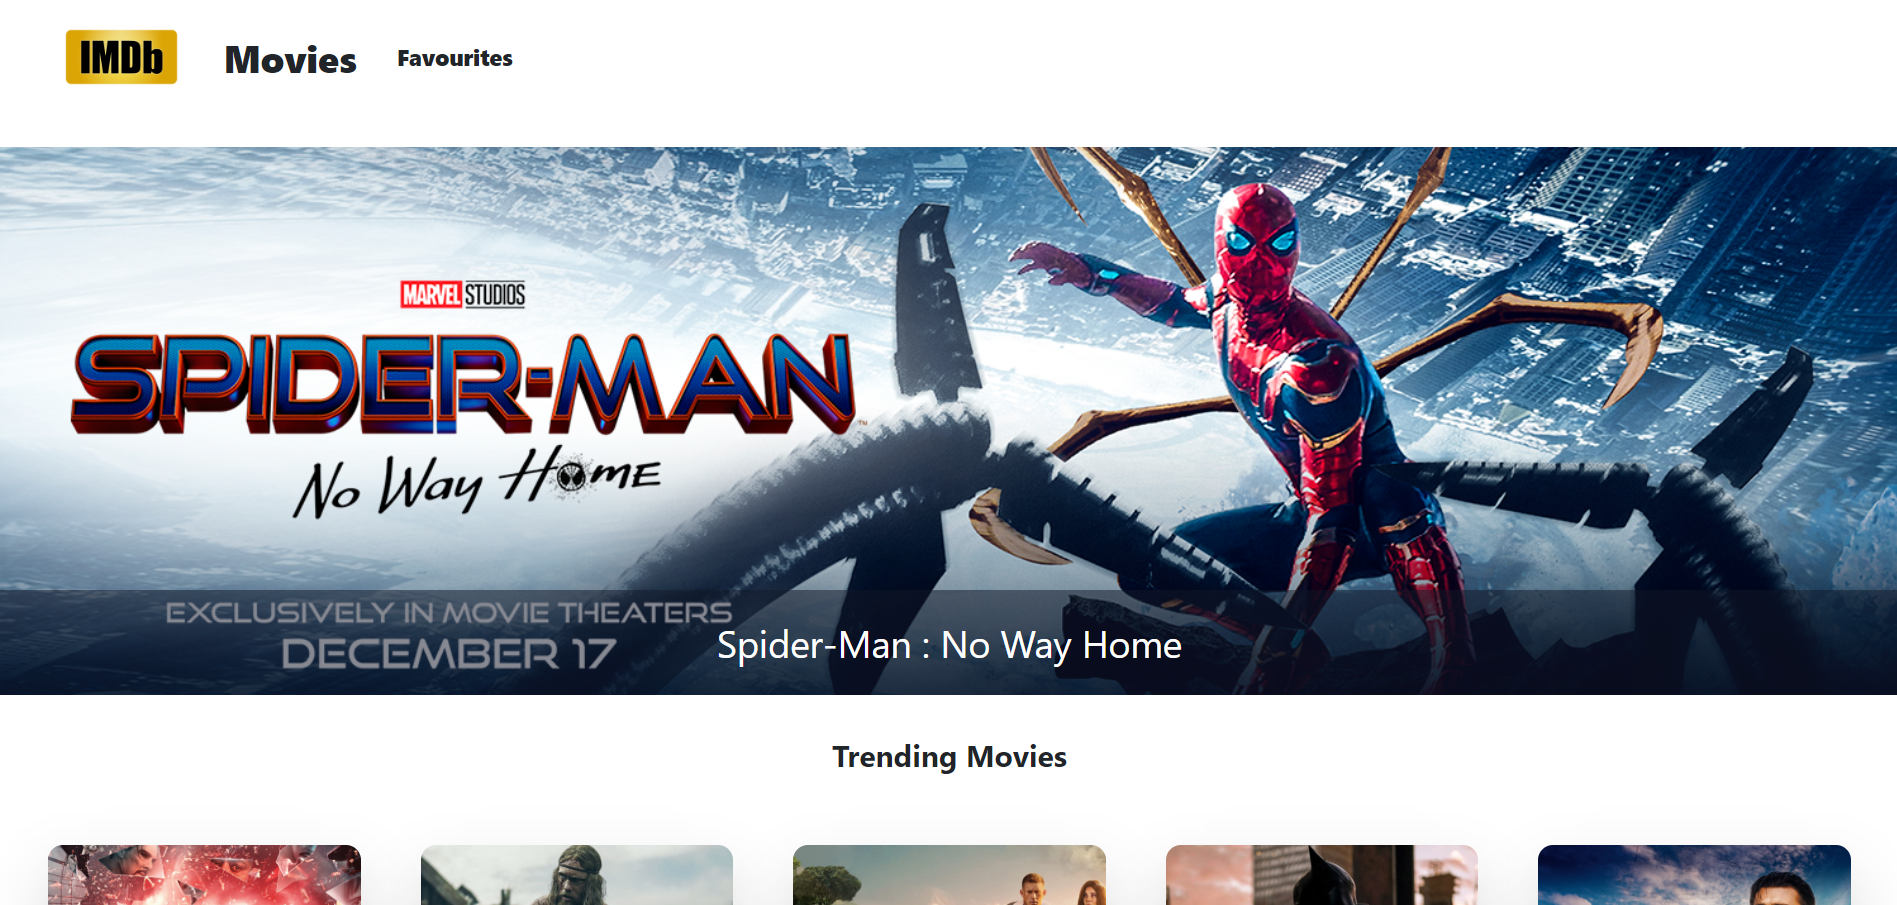 IMDb
Movies
Favourites
MARVEL STUDIOS
SPIDER-MAN™
No Way Home
EXCLUSIVELY IN MOVIE THEATERS
DECEMBER 17
Spider-Man : No Way Home
Trending Movies